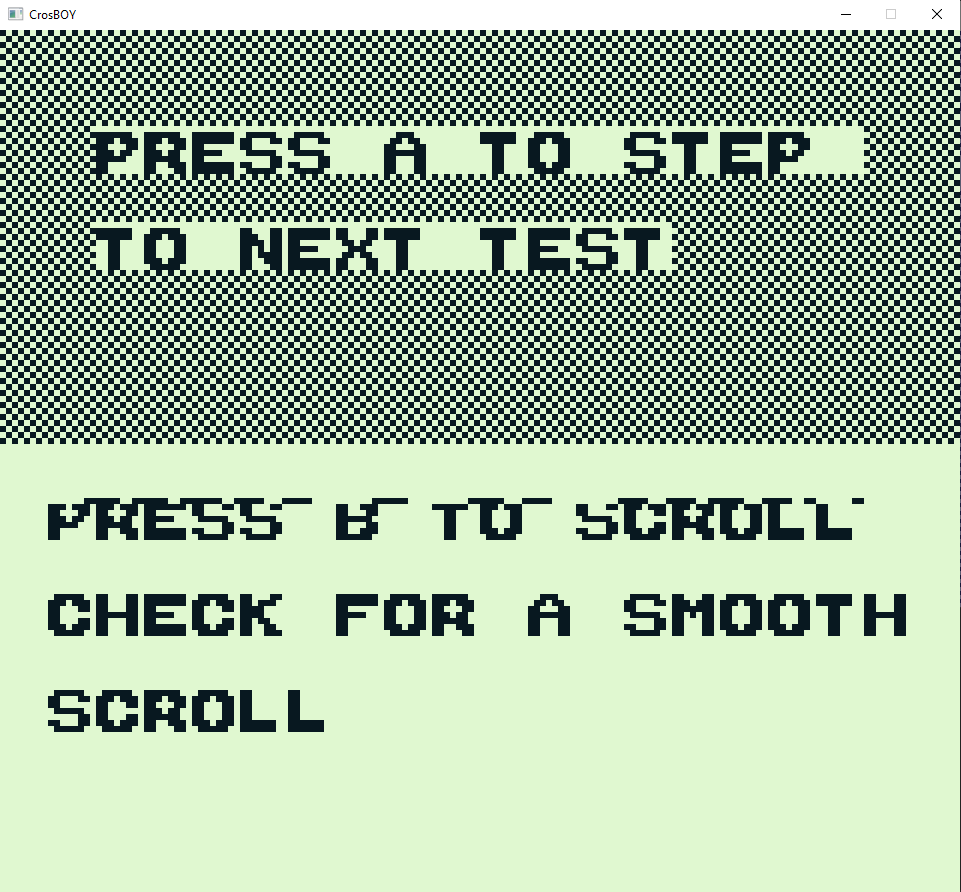 CrosBOY
PRESS A TO STEP
TO NEXT TEST
PRESS B TO SCROLL
CHECK FOR A SMOOTH
SCROLL